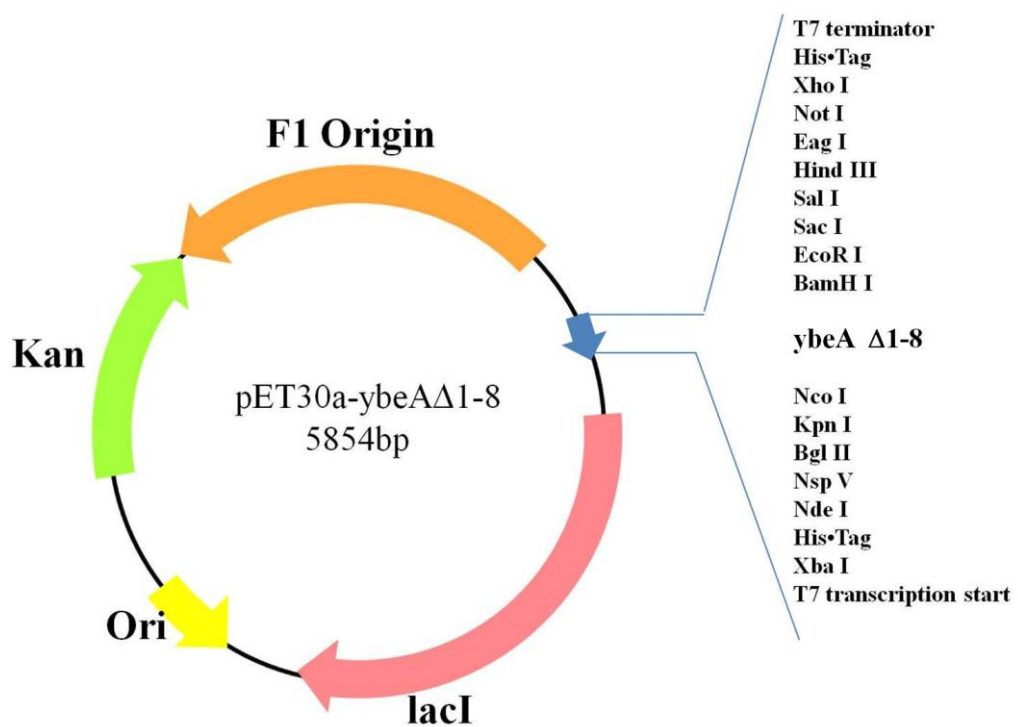 F1 Origin
Kan
pET30a-ybeAΔ1-8
5854bp
Ori
lacI
T7 terminator
His•Tag
Xho I
Not I
Eag I
Hind III
Sal I
Sac I
EcoR I
BamH I
ybeA Δ1-8
Nco I
Kpn I
Bgl II
Nsp V
Nde I
His•Tag
Xba I
T7 transcription start